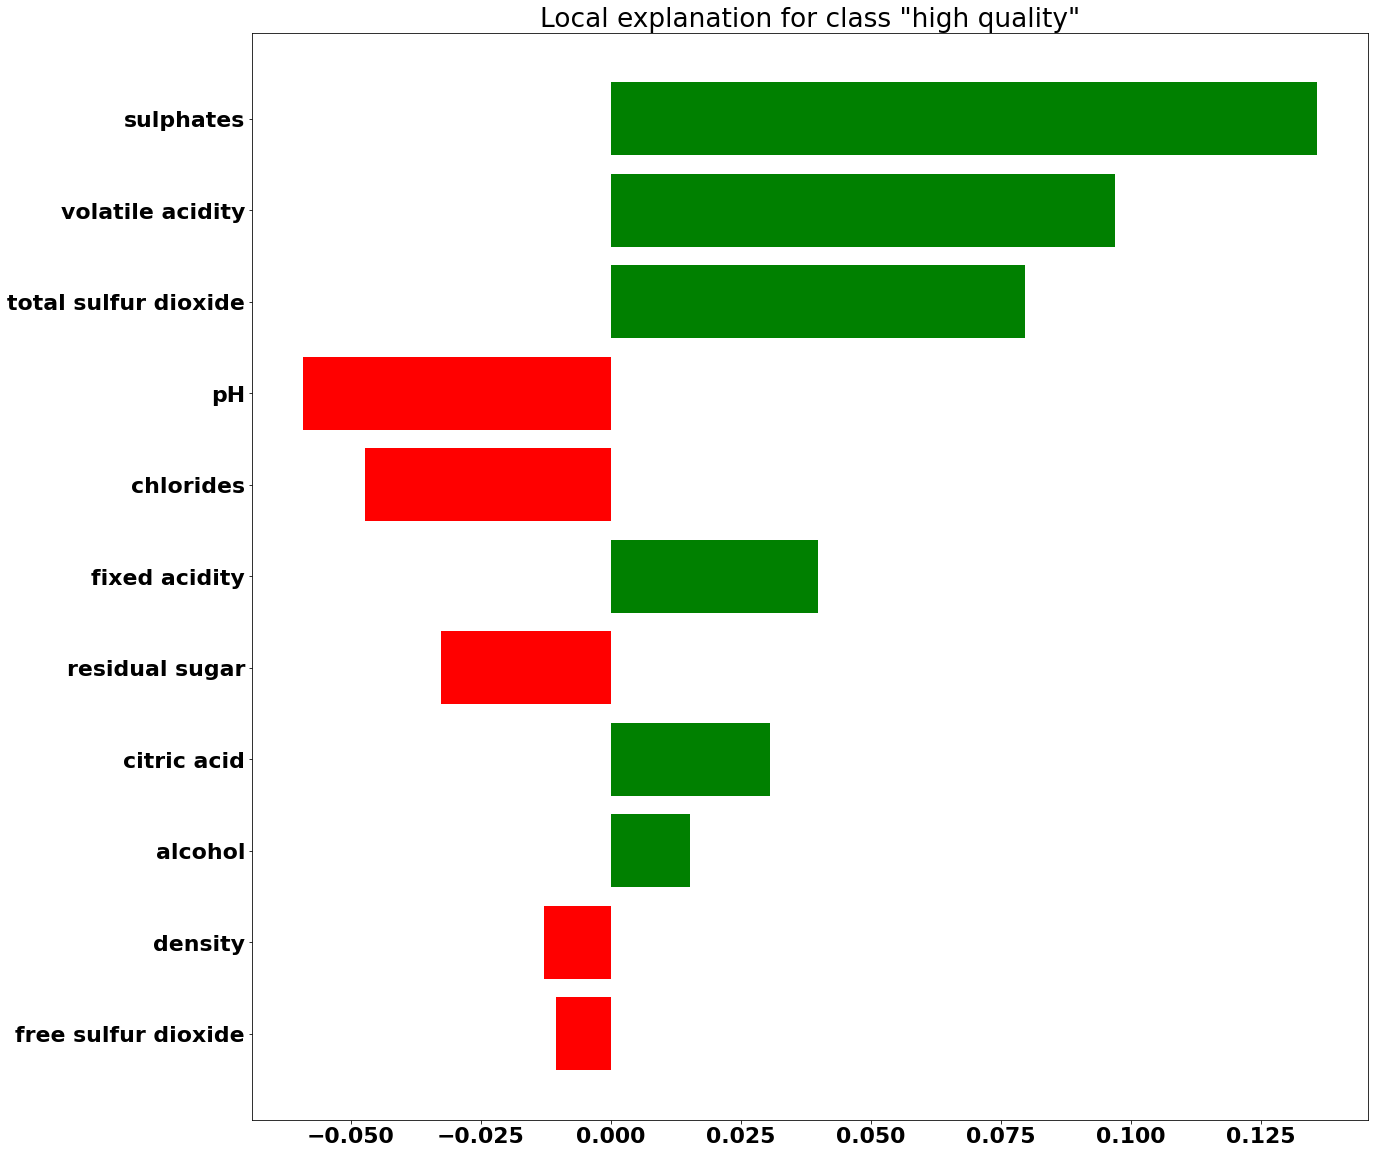 Local explanation for class "high quality"
sulphates
volatile acidity
total sulfur dioxide
pH
chlorides
fixed acidity
residual sugar
citric acid
alcohol
density
free sulfur dioxide
−0.050 −0.025 0.000 0.025 0.050 0.075 0.100 0.125